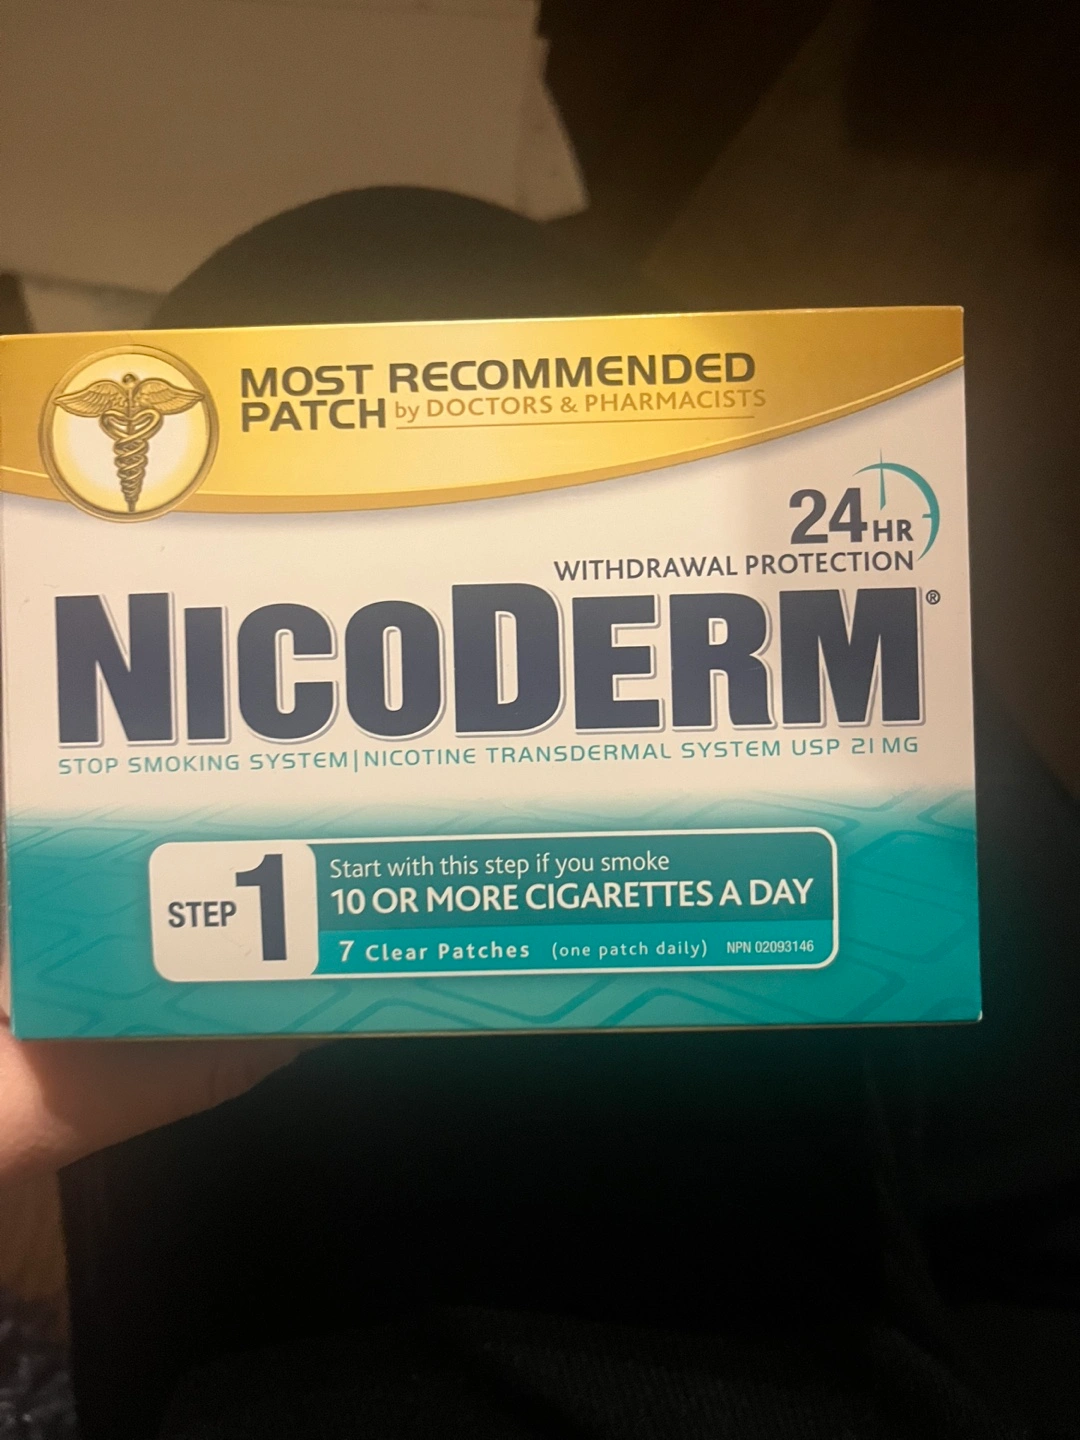 MOST RECOMMENDED
PATCH by DOCTORS & PHARMACISTS
24 HR
WITHDRAWAL PROTECTION
NICODERM®
STOP SMOKING SYSTEM|NICOTINE TRANSDERMAL SYSTEM USP 21 MG
STEP 1
Start with this step if you smoke
10 OR MORE CIGARETTES A DAY
7 Clear Patches (one patch daily) NPN 02093146